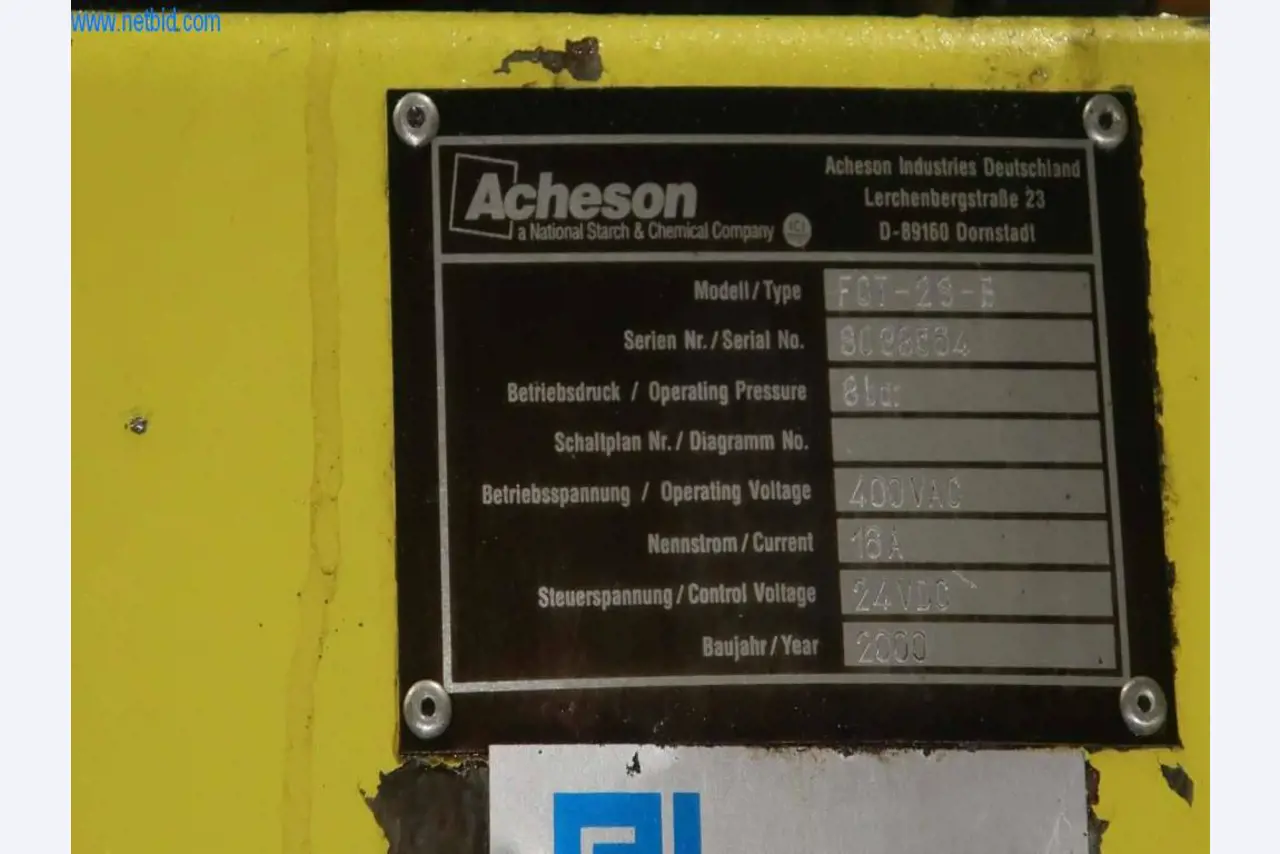 www.netbid.com
Acheson
a National Starch & Chemical Company ICI
Acheson Industries Deutschland
Lerchenbergstraße 23
D-89160 Dornstadt
Modell / Type
Serien Nr. / Serial No.
Betriebsdruck / Operating Pressure 8bar
Schaltplan Nr. / Diagramm No.
Betriebsspannung / Operating Voltage 400VAC
Nennstrom / Current 16A
Steuerspannung / Control Voltage 24VDC
Baujahr / Year 2000